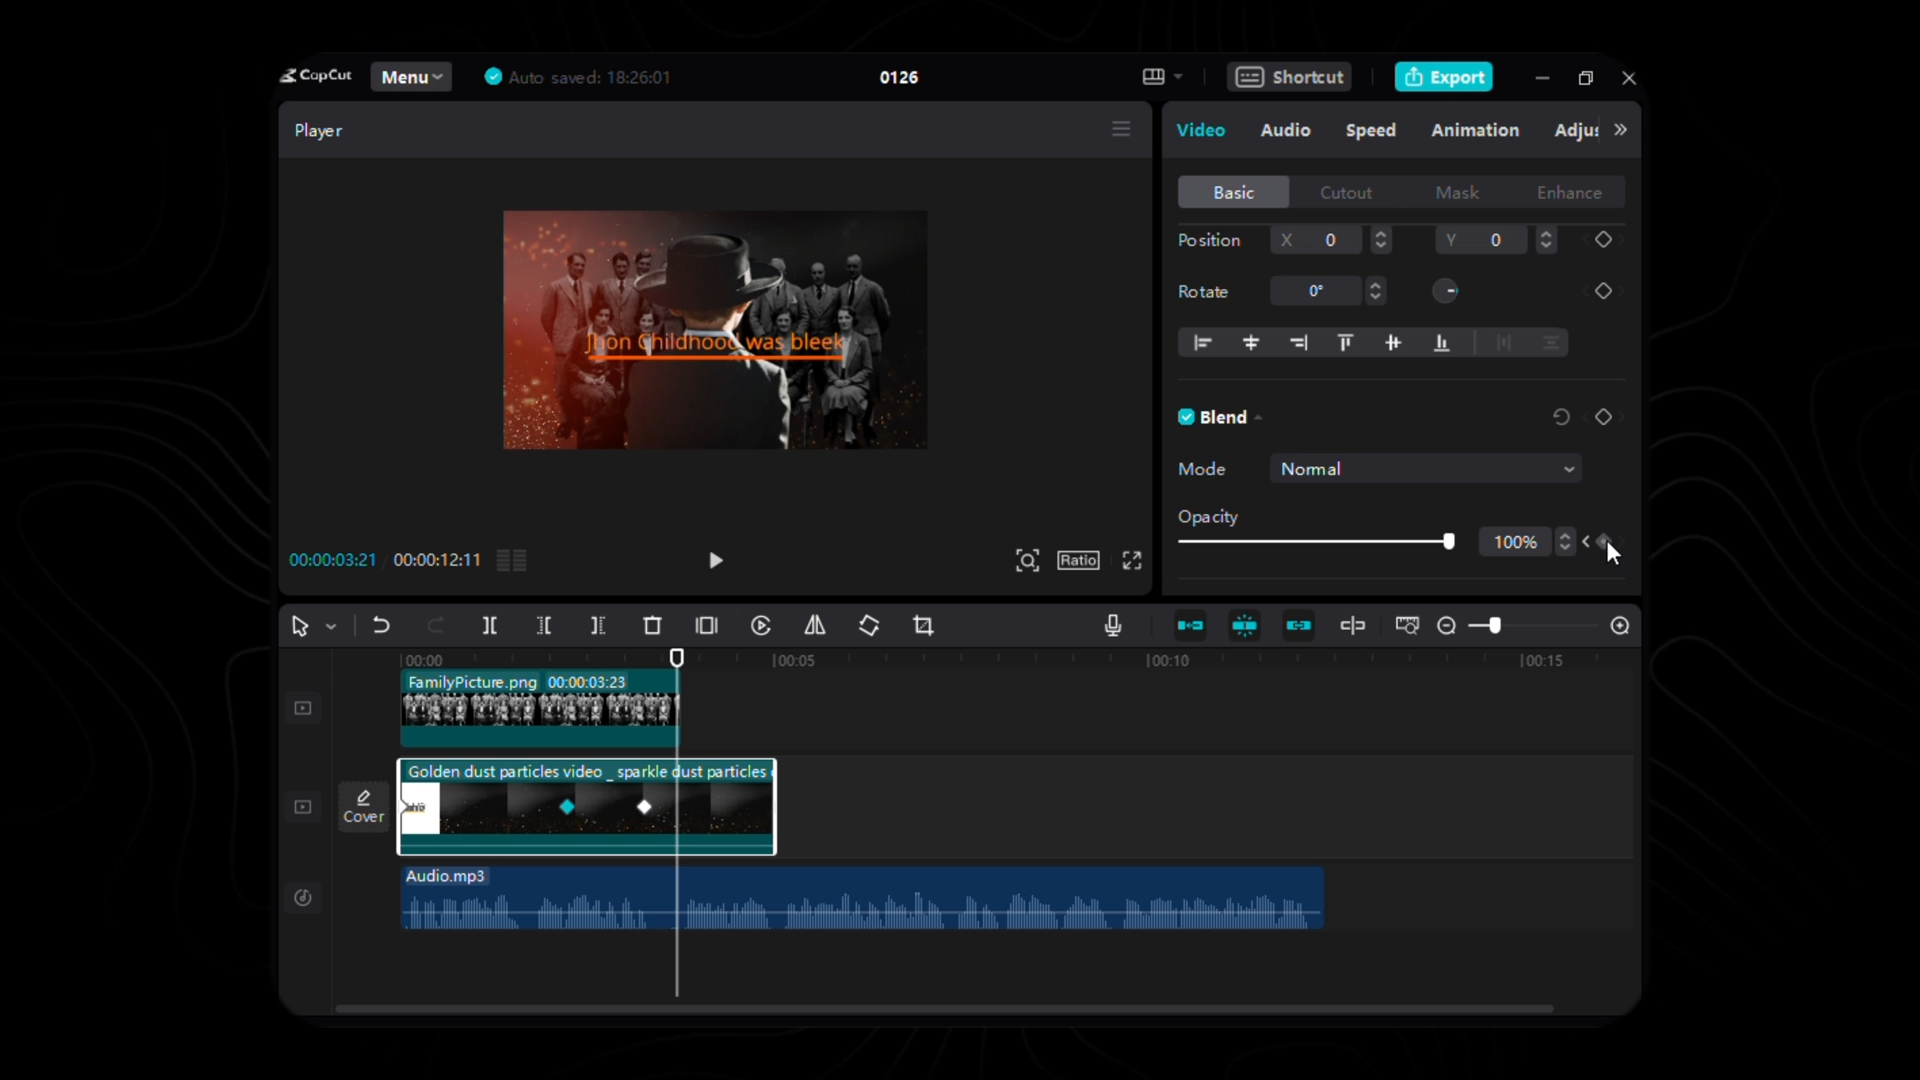 CapCut Menu Auto saved: 18:26:01 0126 Shortcut Export
Player
Video Audio Speed Animation Adjus
Basic Cutout Mask Enhance
Position X 0 Y 0
Rotate 0°
Jhon Childhood was bleek
Blend
Mode Normal
Opacity
100%
00:00:03:21 / 00:00:12:11
Ratio
00:00 00:05 00:10 00:15
FamilyPicture.png 00:00:03:23
Golden dust particles video _ sparkle dust particles
Cover
Audio.mp3